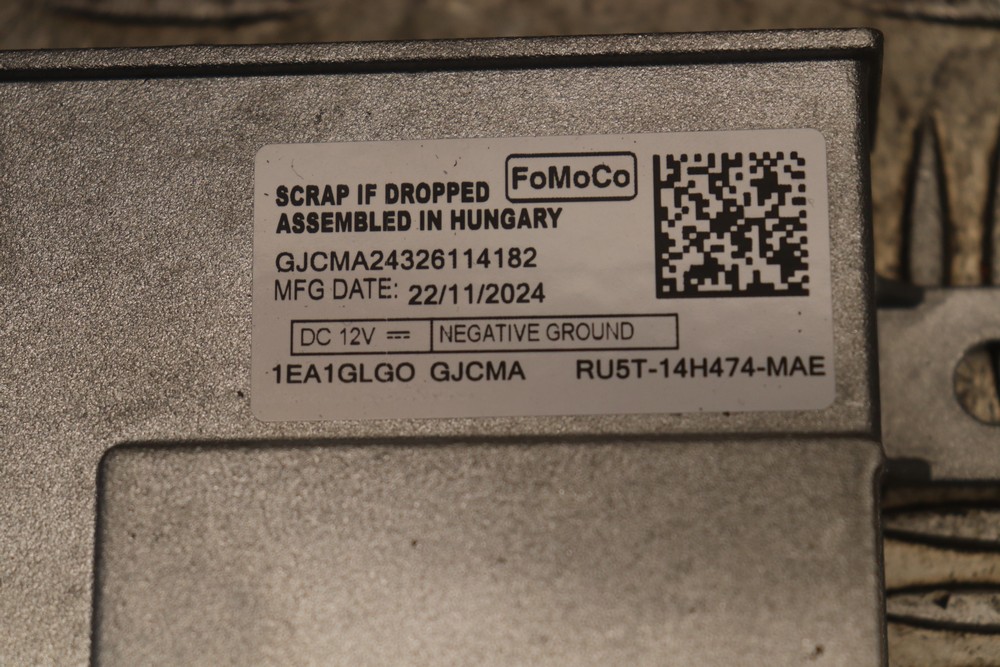 FoMoCo
SCRAP IF DROPPED
ASSEMBLED IN HUNGARY
GJCMA24326114182
MFG DATE: 22/11/2024
DC 12V NEGATIVE GROUND
1EA1GLGO GJCMA RU5T-14H474-MAE